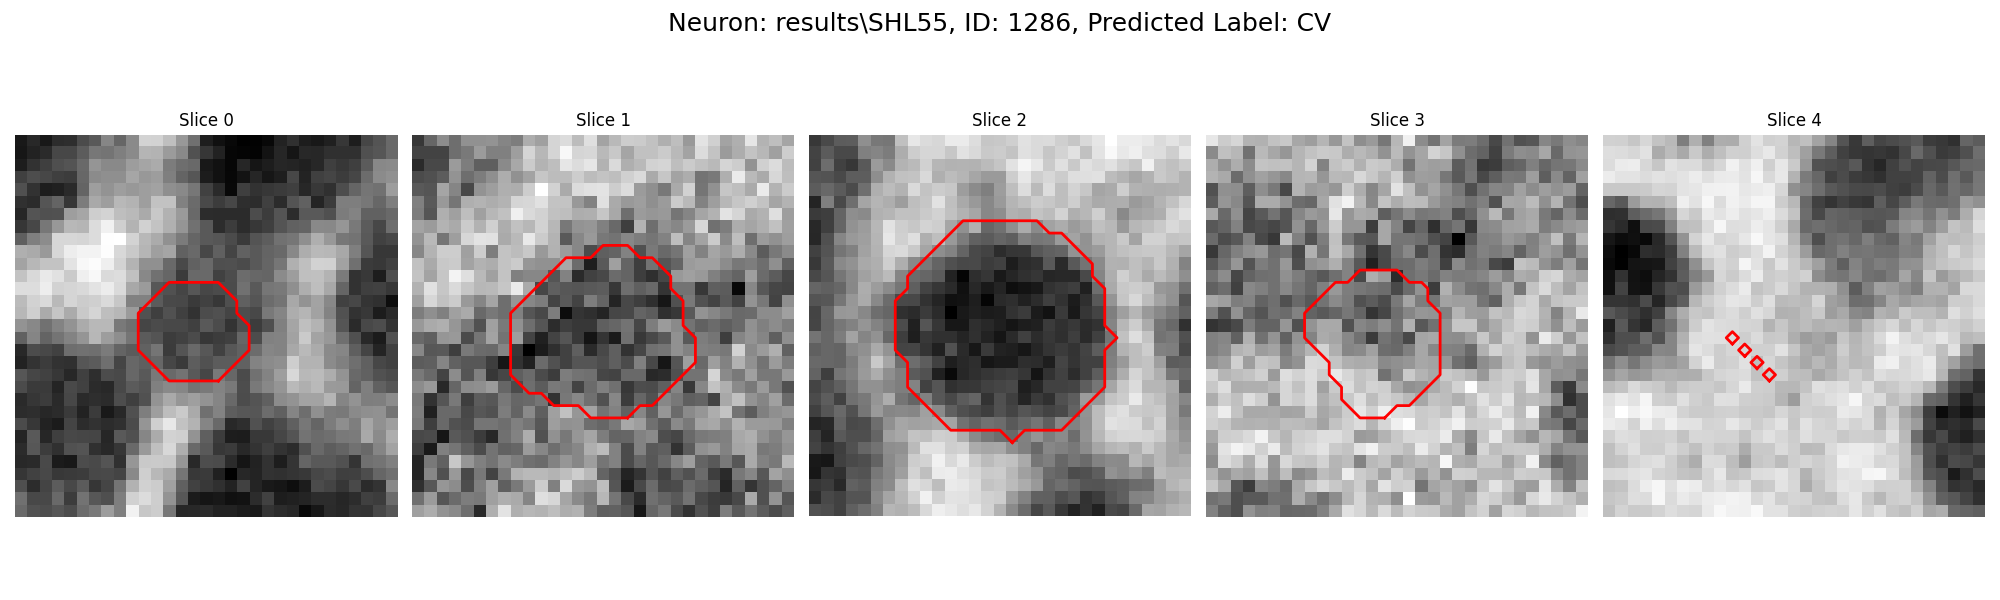 Neuron: results\SHL55, ID: 1286, Predicted Label: CV
Slice 0
Slice 1
Slice 2
Slice 3
Slice 4